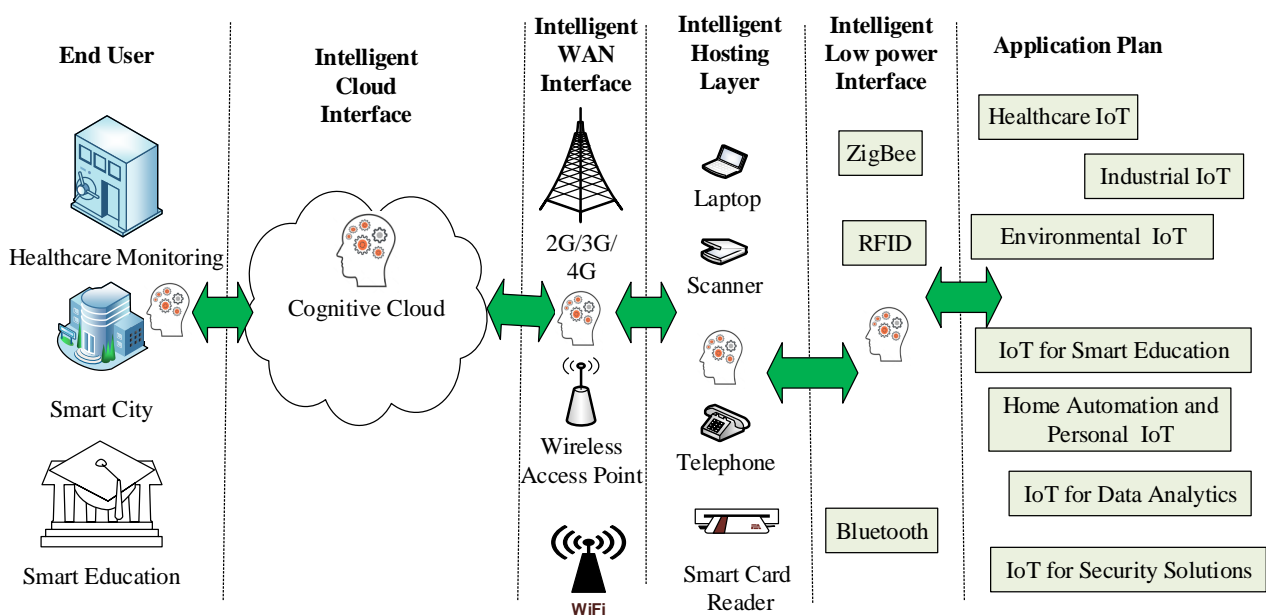 End User
Healthcare Monitoring
Smart City
Smart Education
Intelligent
Cloud
Interface
Cognitive Cloud
Intelligent
WAN
Interface
2G/3G/
4G
Wireless
Access Point
WiFi
Intelligent
Hosting
Layer
Laptop
Scanner
Telephone
Smart Card
Reader
Intelligent
Low power
Interface
ZigBee
RFID
Bluetooth
Application Plan
Healthcare IoT
Industrial IoT
Environmental IoT
IoT for Smart Education
Home Automation and
Personal IoT
IoT for Data Analytics
IoT for Security Solutions